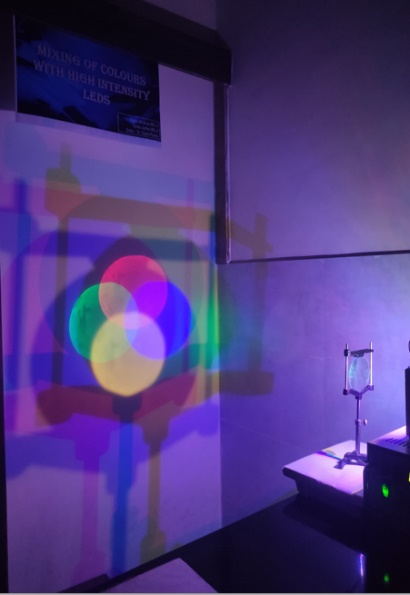 MIXING OF COLOURS
WITH HIGH INTENSITY
LEDS